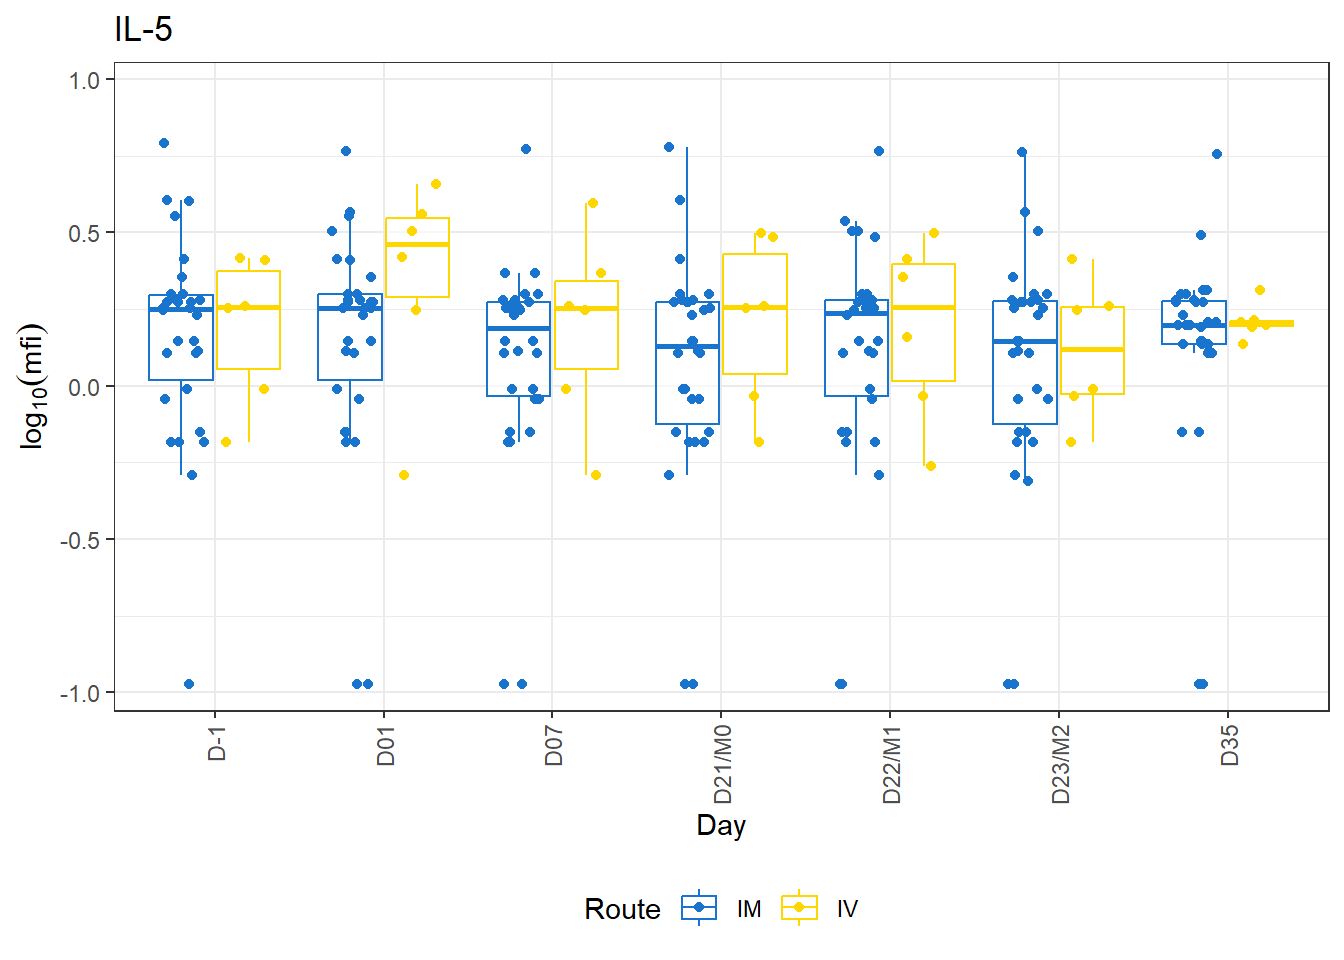 IL-5
1.0
0.5
0.0
-0.5
-1.0
log10(mfi)
D-1
D01
D07
D21/M0
D22/M1
D23/M2
D35
Day
Route IM IV